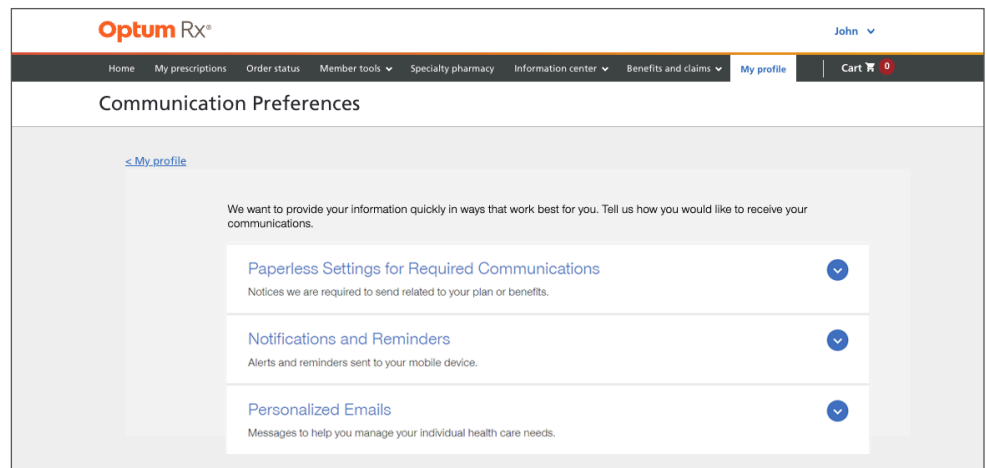 Optum Rx®
John
Home My prescriptions Order status Member tools Specialty pharmacy Information center Benefits and claims My profile Cart 0
Communication Preferences
< My profile
We want to provide your information quickly in ways that work best for you. Tell us how you would like to receive your
communications.
Paperless Settings for Required Communications
Notices we are required to send related to your plan or benefits.
Notifications and Reminders
Alerts and reminders sent to your mobile device.
Personalized Emails
Messages to help you manage your individual health care needs.